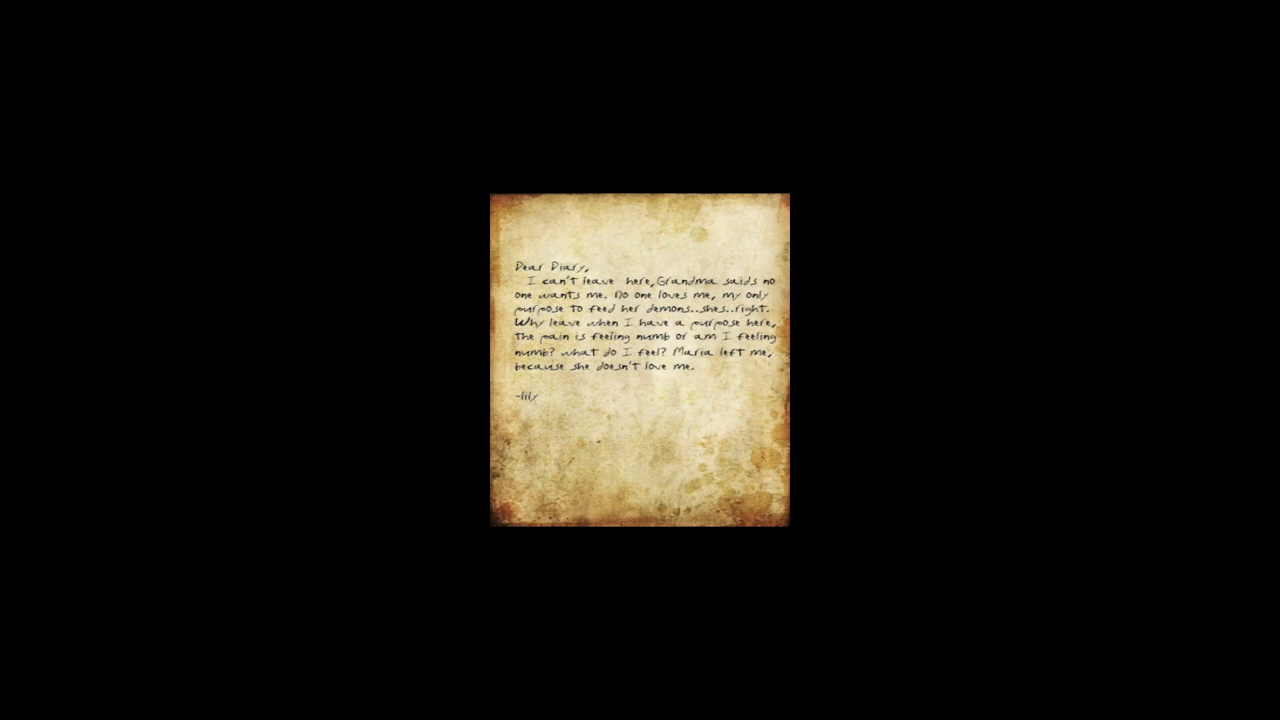 Dear Diary,
I can't leave here, Grandma saids no
one wants me. No one loves me, my only
purpose to feed her demons..shes..right.
Why leave when I have a purpose here,
the pain is feeling numb or am I feeling
numb? what do I feel? Maria left me,
because she doesn't love me.
-lily